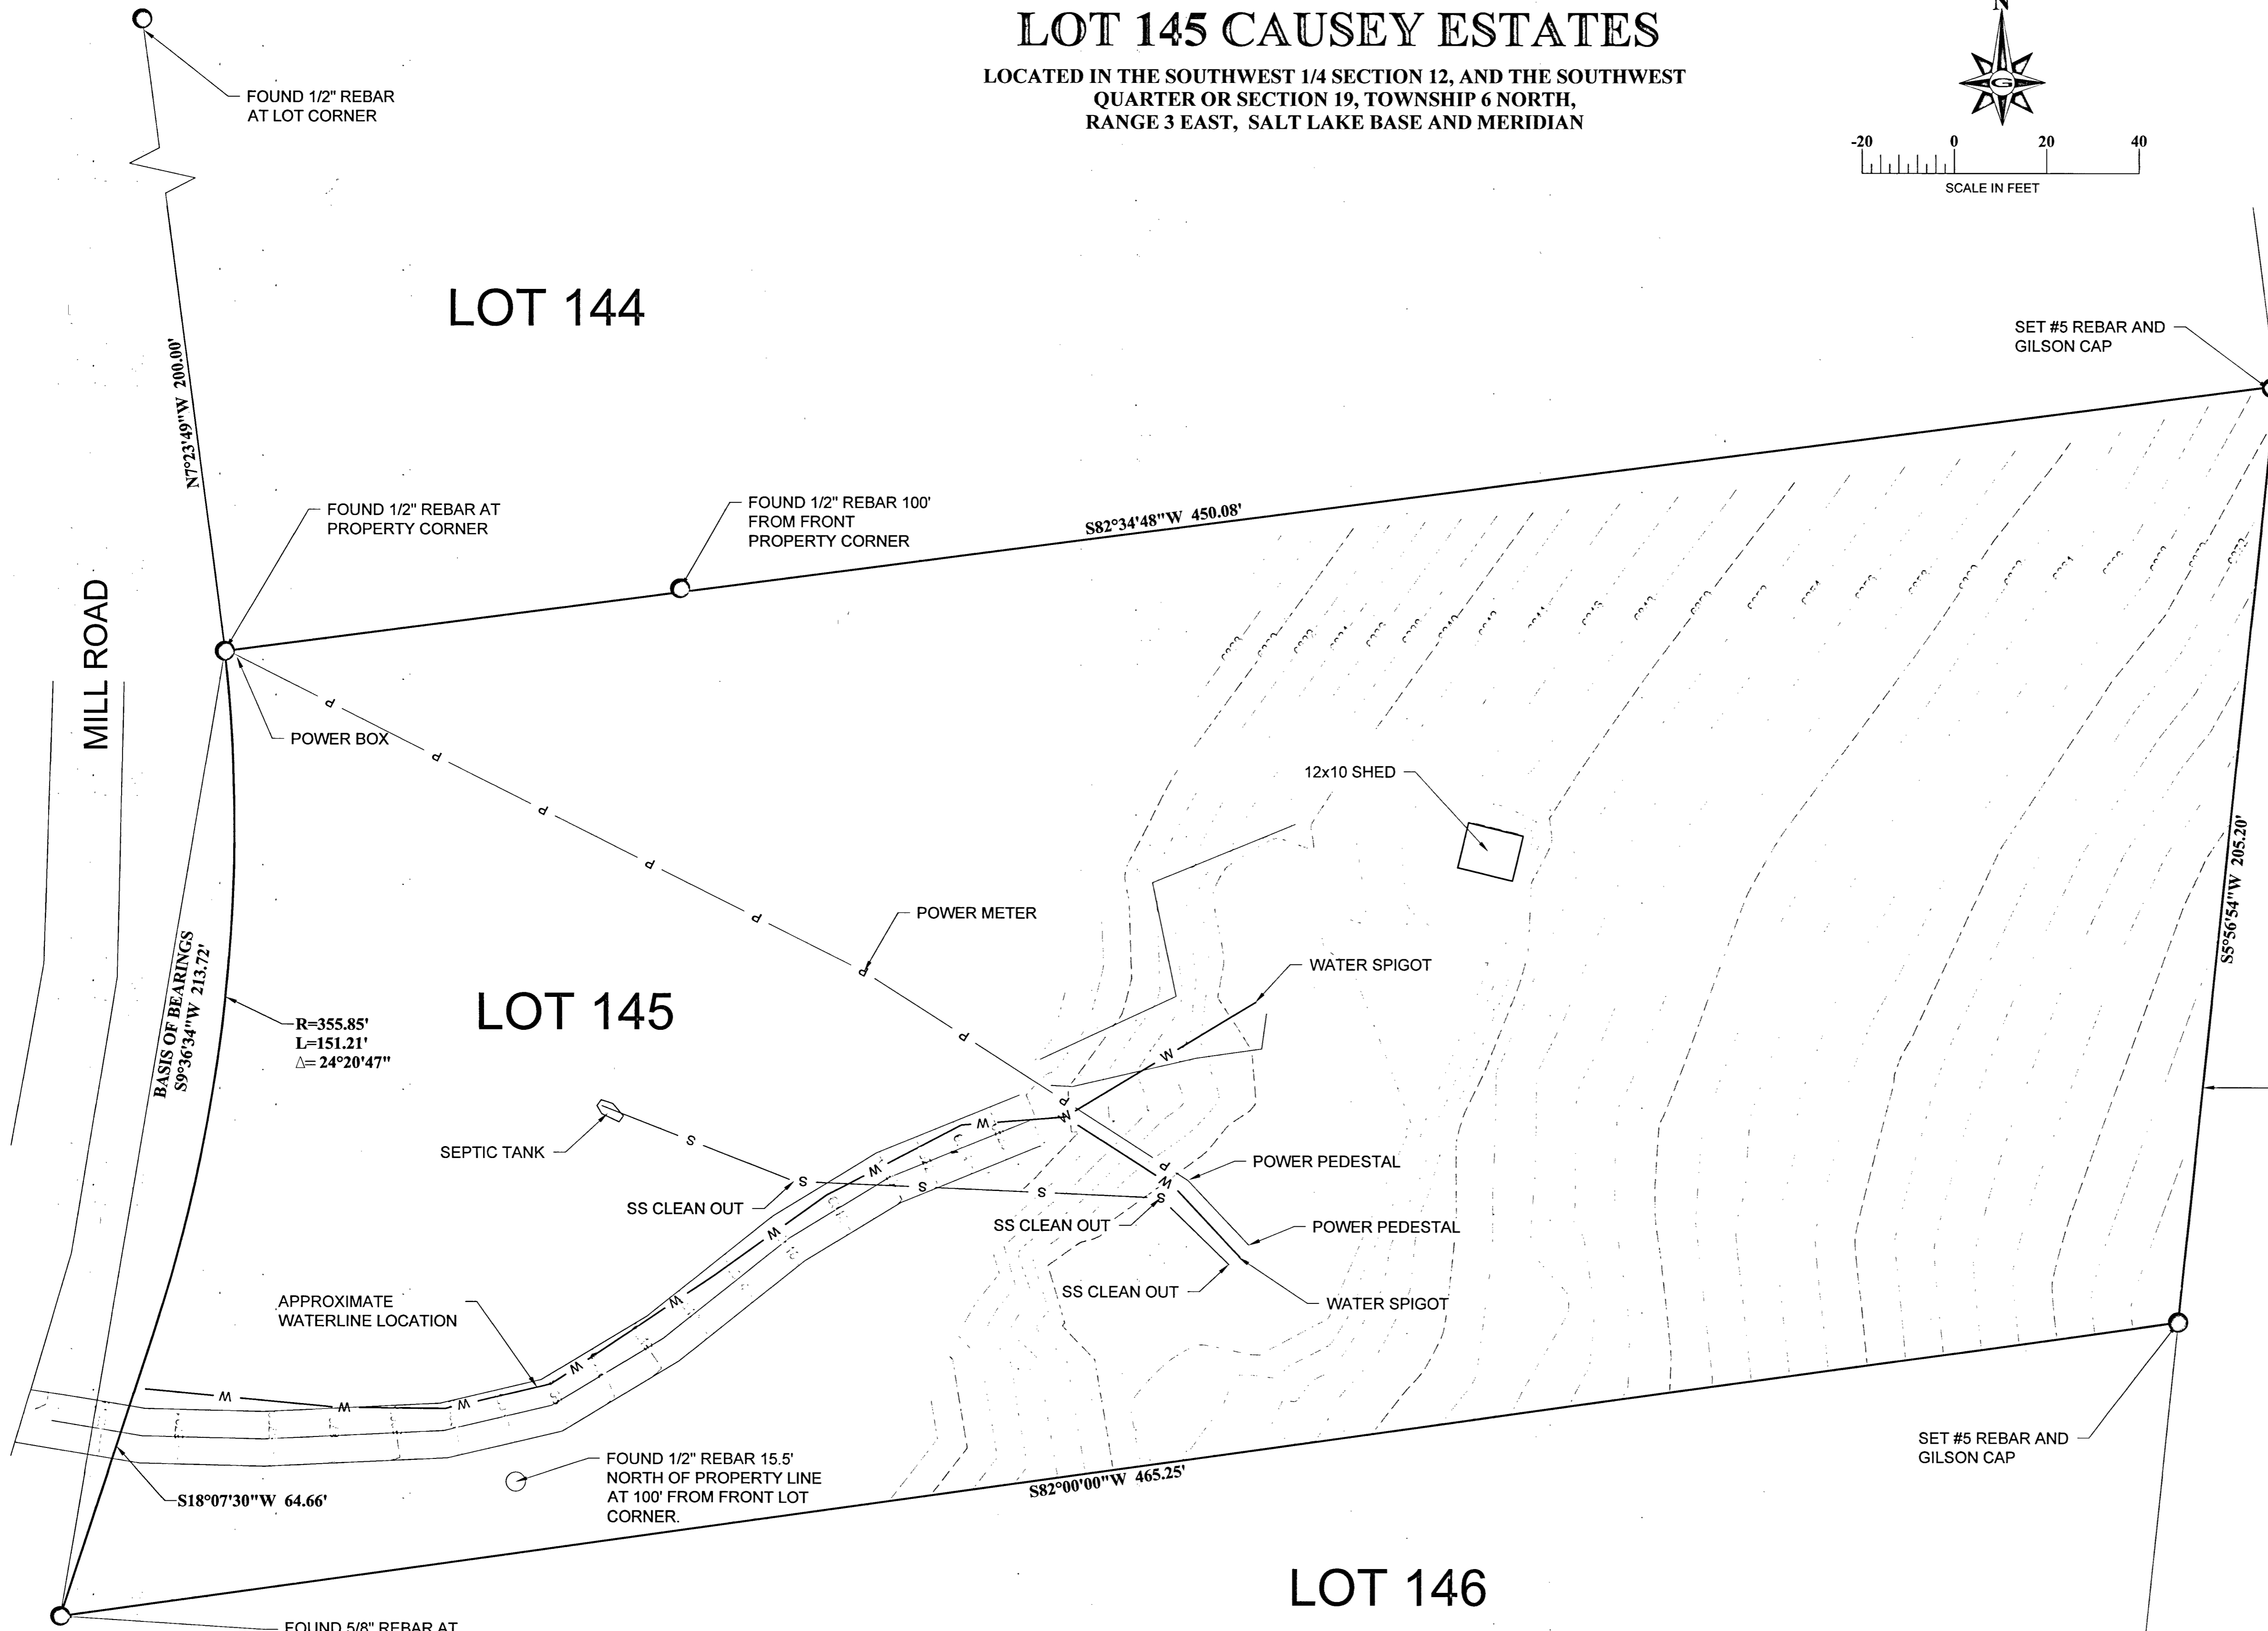 LOT 145 CAUSEY ESTATES
LOCATED IN THE SOUTHWEST 1/4 SECTION 12, AND THE SOUTHWEST
QUARTER OR SECTION 19, TOWNSHIP 6 NORTH,
RANGE 3 EAST, SALT LAKE BASE AND MERIDIAN
N
G
-20 0 20 40
SCALE IN FEET
FOUND 1/2" REBAR
AT LOT CORNER
LOT 144
N7°23'49"W 200.00'
SET #5 REBAR AND
GILSON CAP
FOUND 1/2" REBAR AT
PROPERTY CORNER
FOUND 1/2" REBAR 100'
FROM FRONT
PROPERTY CORNER
S82°34'48"W 450.08'
MILL ROAD
POWER BOX
P P P P P P P P P
12x10 SHED
POWER METER
WATER SPIGOT
S5°56'54"W 205.20'
BASIS OF BEARINGS
S9°36'34"W 213.72'
R=355.85'
L=151.21'
Δ= 24°20'47"
LOT 145
SEPTIC TANK
S S S S S
SS CLEAN OUT
POWER PEDESTAL
SS CLEAN OUT
POWER PEDESTAL
SS CLEAN OUT
WATER SPIGOT
APPROXIMATE
WATERLINE LOCATION
W W W W W W W W W W W
SET #5 REBAR AND
GILSON CAP
FOUND 1/2" REBAR 15.5'
NORTH OF PROPERTY LINE
AT 100' FROM FRONT LOT
CORNER.
S18°07'30"W 64.66'
S82°00'00"W 465.25'
LOT 146
FOUND 5/8" REBAR AT